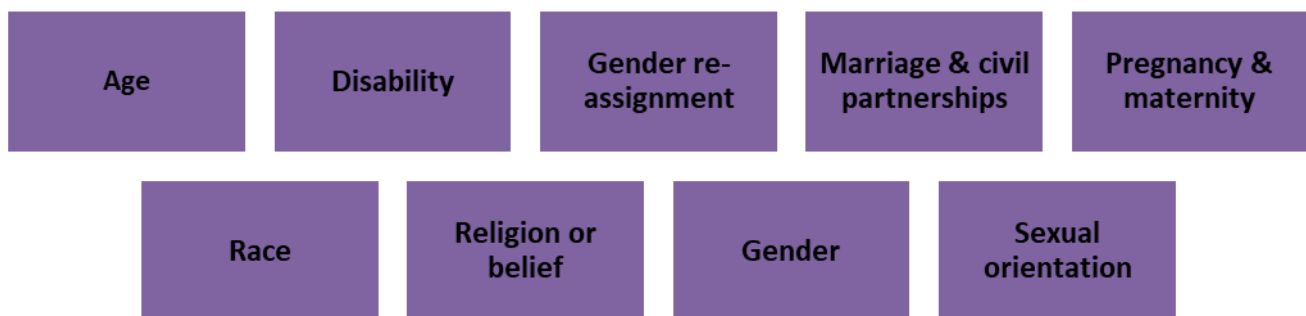 Age
Disability
Gender re-
assignment
Marriage & civil
partnerships
Pregnancy &
maternity
Race
Religion or
belief
Gender
Sexual
orientation